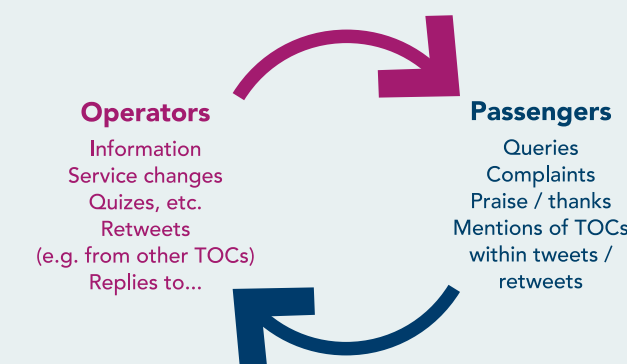 Operators
Information
Service changes
Quizes, etc.
Retweets
(e.g. from other TOCs)
Replies to...
Passengers
Queries
Complaints
Praise / thanks
Mentions of TOCs
within tweets /
retweets